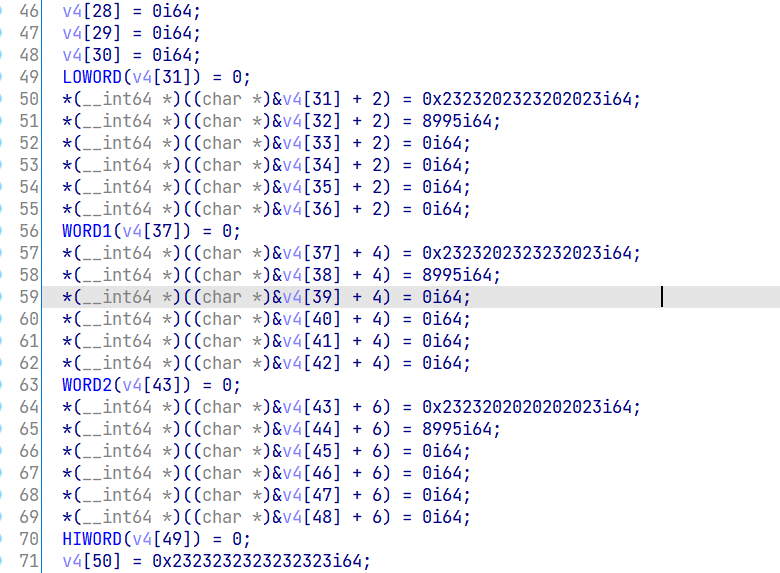 46 v4[28] = 0i64;
47 v4[29] = 0i64;
48 v4[30] = 0i64;
49 LOWORD(v4[31]) = 0;
50 *(__int64 *)((char *)&v4[31] + 2) = 0x2323202323202023i64;
51 *(__int64 *)((char *)&v4[32] + 2) = 8995i64;
52 *(__int64 *)((char *)&v4[33] + 2) = 0i64;
53 *(__int64 *)((char *)&v4[34] + 2) = 0i64;
54 *(__int64 *)((char *)&v4[35] + 2) = 0i64;
55 *(__int64 *)((char *)&v4[36] + 2) = 0i64;
56 WORD1(v4[37]) = 0;
57 *(__int64 *)((char *)&v4[37] + 4) = 0x2323202323232023i64;
58 *(__int64 *)((char *)&v4[38] + 4) = 8995i64;
59 *(__int64 *)((char *)&v4[39] + 4) = 0i64;
60 *(__int64 *)((char *)&v4[40] + 4) = 0i64;
61 *(__int64 *)((char *)&v4[41] + 4) = 0i64;
62 *(__int64 *)((char *)&v4[42] + 4) = 0i64;
63 WORD2(v4[43]) = 0;
64 *(__int64 *)((char *)&v4[43] + 6) = 0x2323202020202023i64;
65 *(__int64 *)((char *)&v4[44] + 6) = 8995i64;
66 *(__int64 *)((char *)&v4[45] + 6) = 0i64;
67 *(__int64 *)((char *)&v4[46] + 6) = 0i64;
68 *(__int64 *)((char *)&v4[47] + 6) = 0i64;
69 *(__int64 *)((char *)&v4[48] + 6) = 0i64;
70 HIWORD(v4[49]) = 0;
71 v4[50] = 0x2323232323232323i64;